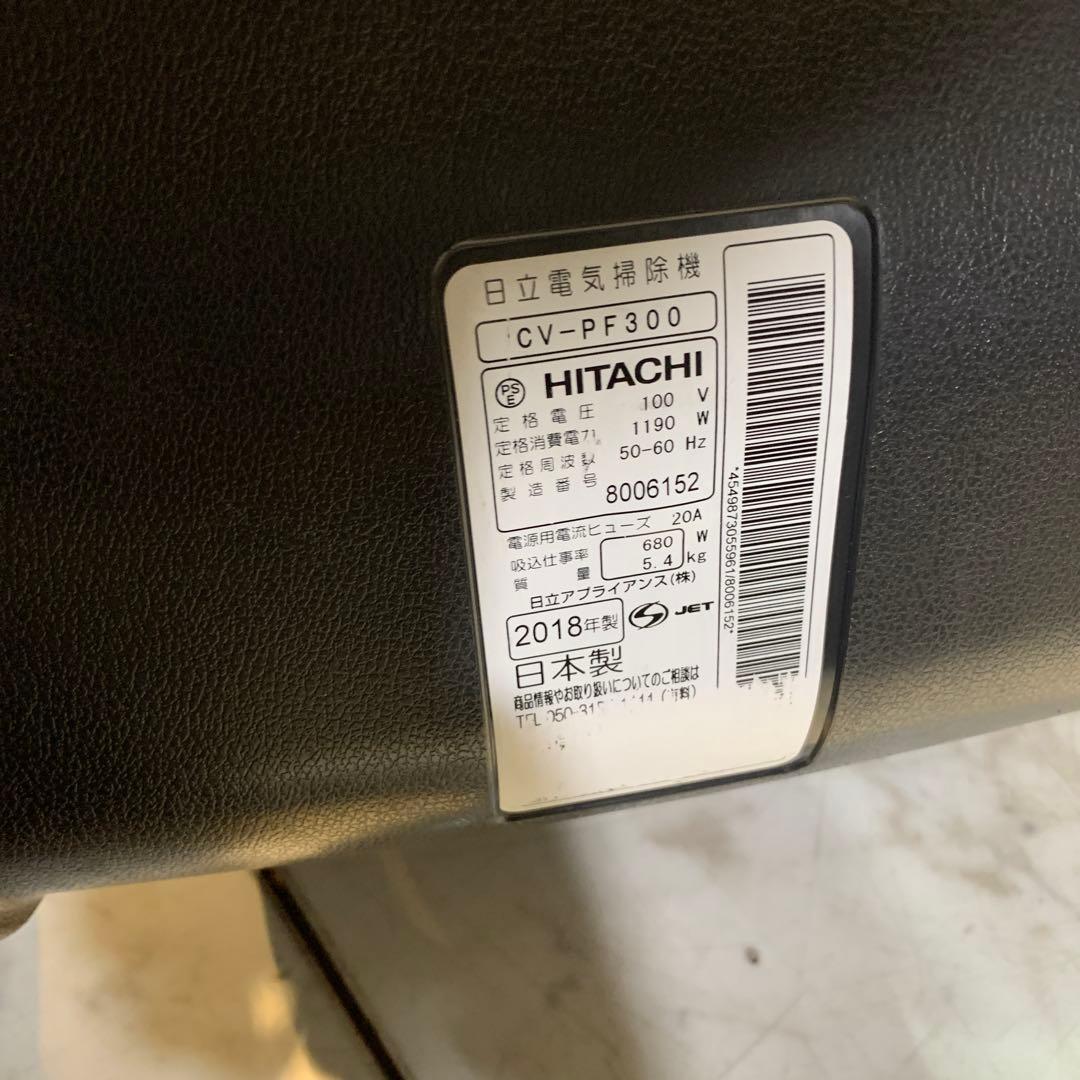 日立電気掃除機
CV-PF300
PS
E
HITACHI
定格電圧 100 V
定格消費電力 1190 W
定格周波数 50-60 Hz
製造番号 8006152
電源用電流ヒューズ 20A
吸込仕事率 680 W
質量 5.4 kg
日立アプライアンス(株)
2018年製
S JET
日本製
商品情報やお取り扱いについてのご相談は
TEL
*4549873055961/8006152*